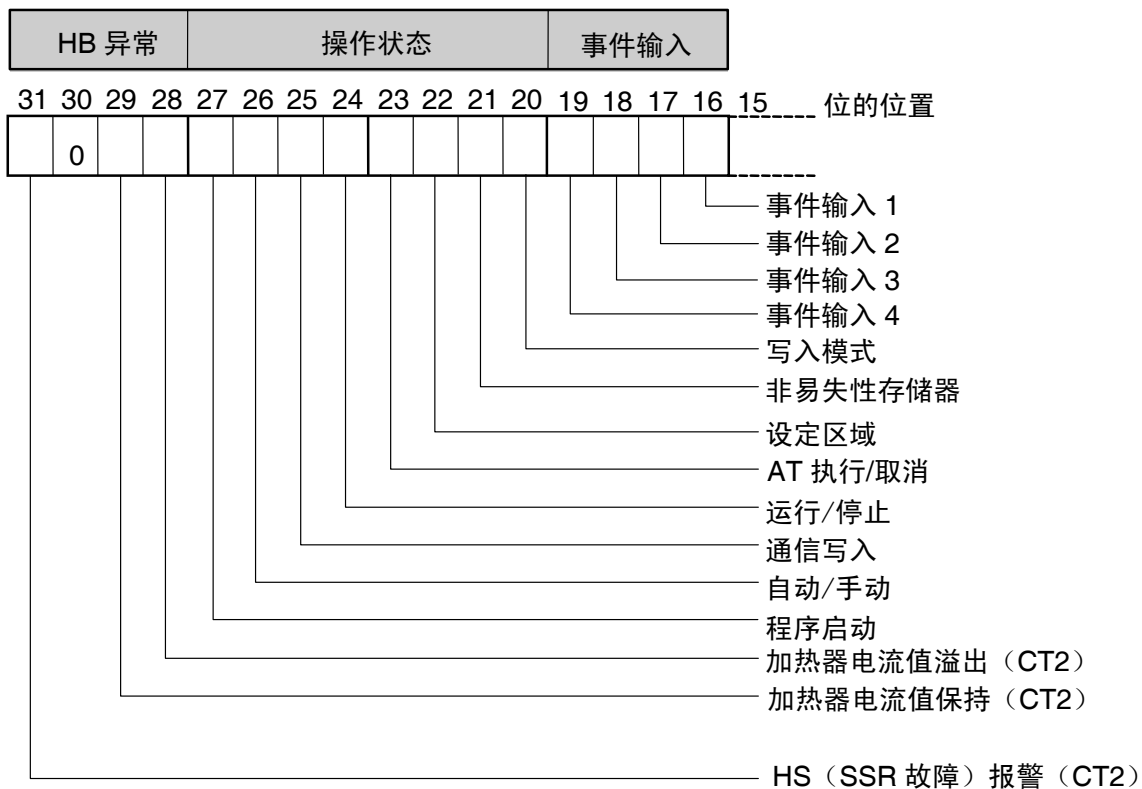 HB 异常 操作状态 事件输入
31 30 29 28 27 26 25 24 23 22 21 20 19 18 17 16 15 位的位置
0
事件输入 1
事件输入 2
事件输入 3
事件输入 4
写入模式
非易失性存储器
设定区域
AT 执行/取消
运行/停止
通信写入
自动/手动
程序启动
加热器电流值溢出（CT2）
加热器电流值保持（CT2）
HS（SSR 故障）报警（CT2）